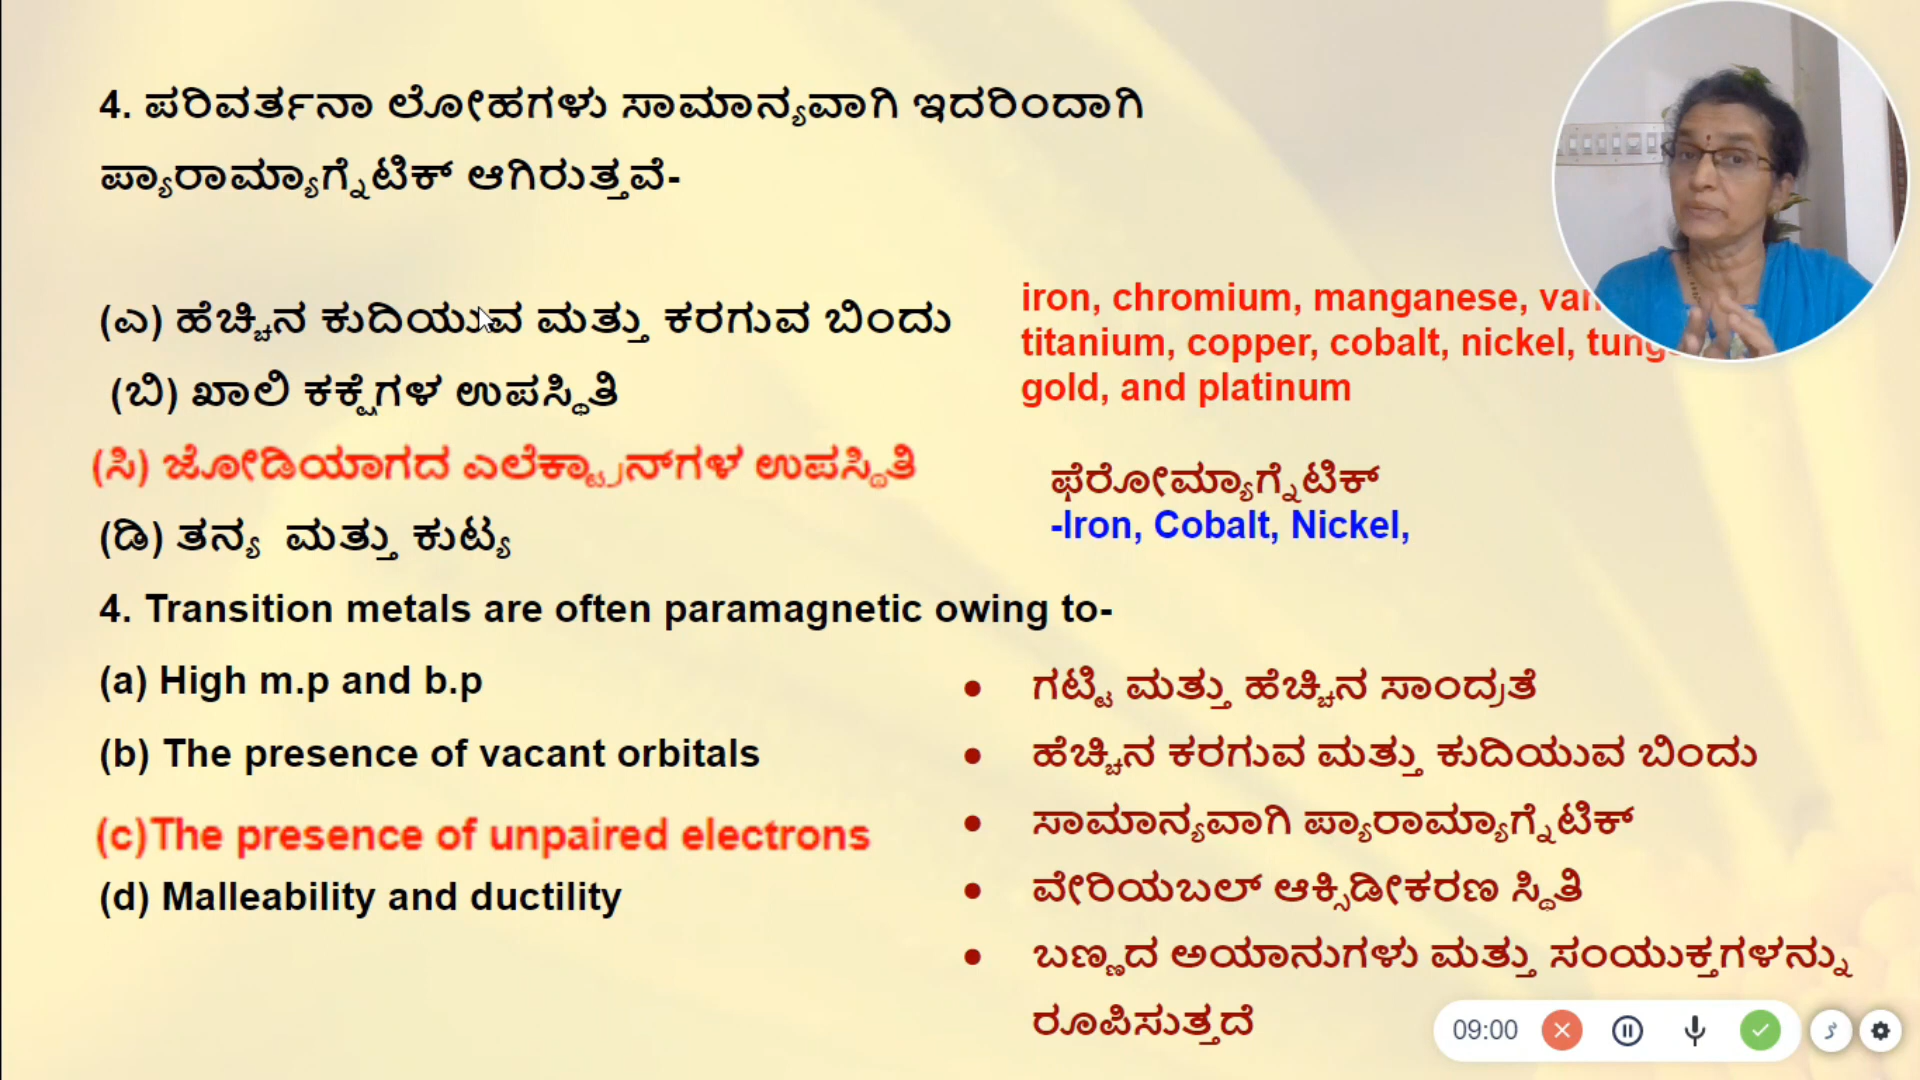 4. ಪರಿವರ್ತನಾ ಲೋಹಗಳು ಸಾಮಾನ್ಯವಾಗಿ ಇದರಿಂದಾಗಿ
ಪ್ಯಾರಾಮ್ಯಾಗ್ನೆಟಿಕ್ ಆಗಿರುತ್ತವೆ-
(ಎ) ಹೆಚ್ಚಿನ ಕುದಿಯುವ ಮತ್ತು ಕರಗುವ ಬಿಂದು
(ಬಿ) ಖಾಲಿ ಕಕ್ಷೆಗಳ ಉಪಸ್ಥಿತಿ
(ಸಿ) ಜೋಡಿಯಾಗದ ಎಲೆಕ್ಟ್ರಾನ್‌ಗಳ ಉಪಸ್ಥಿತಿ
(ಡಿ) ತನ್ಯ ಮತ್ತು ಕುಟ್ಯ
4. Transition metals are often paramagnetic owing to-
(a) High m.p and b.p
(b) The presence of vacant orbitals
(c)The presence of unpaired electrons
(d) Malleability and ductility
iron, chromium, manganese,
titanium, copper, cobalt, nickel,
gold, and platinum
ಫೆರೋಮ್ಯಾಗ್ನೆಟಿಕ್
-Iron, Cobalt, Nickel,
● ಗಟ್ಟಿ ಮತ್ತು ಹೆಚ್ಚಿನ ಸಾಂದ್ರತೆ
● ಹೆಚ್ಚಿನ ಕರಗುವ ಮತ್ತು ಕುದಿಯುವ ಬಿಂದು
● ಸಾಮಾನ್ಯವಾಗಿ ಪ್ಯಾರಾಮ್ಯಾಗ್ನೆಟಿಕ್
● ವೇರಿಯಬಲ್ ಆಕ್ಸಿಡೀಕರಣ ಸ್ಥಿತಿ
● ಬಣ್ಣದ ಅಯಾನುಗಳು ಮತ್ತು ಸಂಯುಕ್ತಗಳನ್ನು
ರೂಪಿಸುತ್ತದೆ
09:00